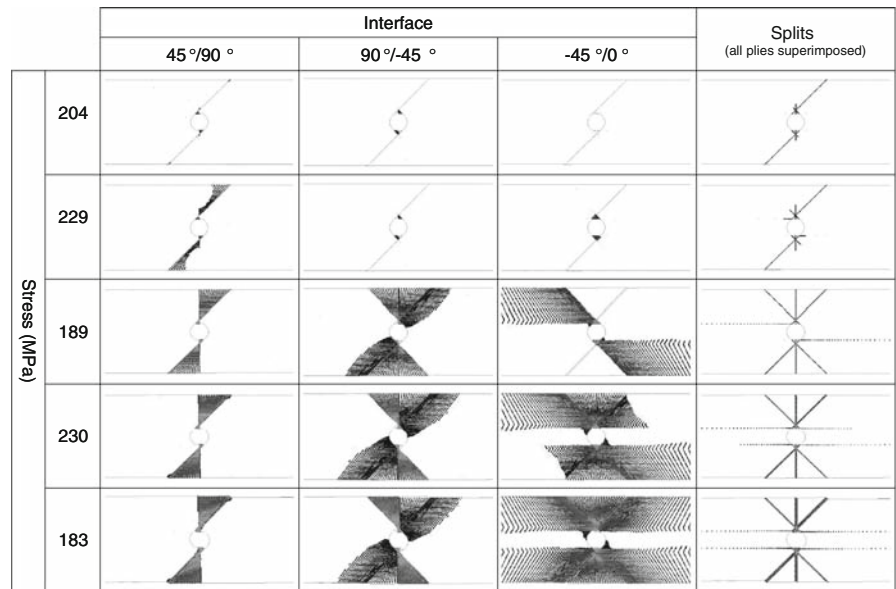 Interface
Splits
(all plies superimposed)
45 °/90 °
90 °/-45 °
-45 °/0 °
Stress (MPa)
204
229
189
230
183